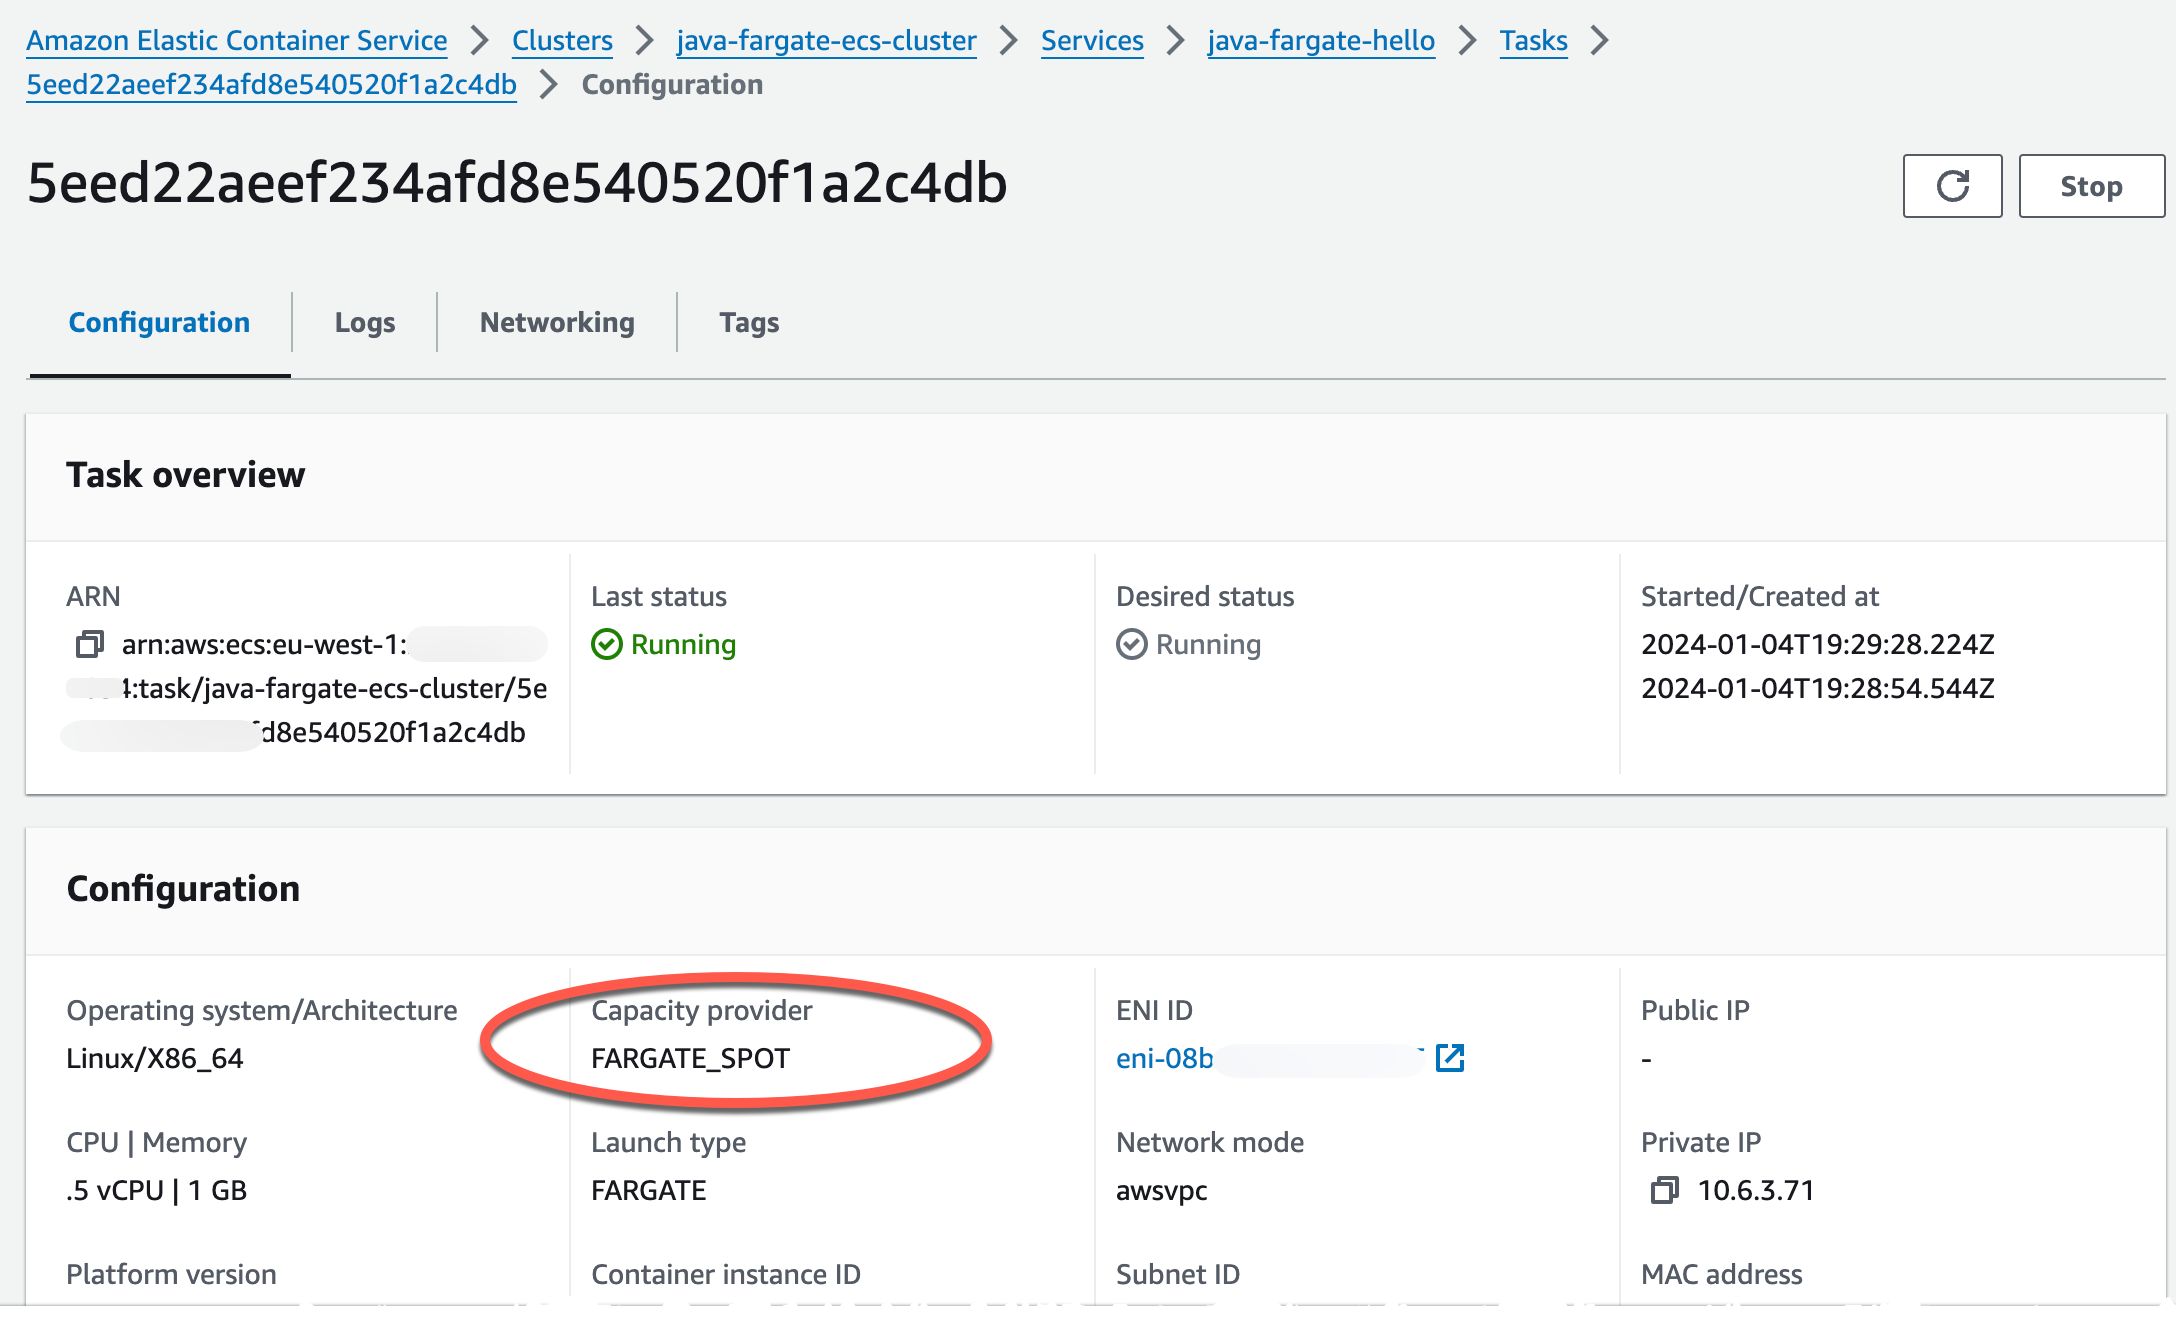 Amazon Elastic Container Service > Clusters > java-fargate-ecs-cluster > Services > java-fargate-hello > Tasks >
5eed22aeef234afd8e540520f1a2c4db > Configuration
5eed22aeef234afd8e540520f1a2c4db
Stop
Configuration
Logs
Networking
Tags
Task overview
ARN
arn:aws:ecs:eu-west-1:
4:task/java-fargate-ecs-cluster/5e
fd8e540520f1a2c4db
Last status
Running
Desired status
Running
Started/Created at
2024-01-04T19:29:28.224Z
2024-01-04T19:28:54.544Z
Configuration
Operating system/Architecture
Linux/X86_64
Capacity provider
FARGATE_SPOT
ENI ID
eni-08b
Public IP
-
CPU | Memory
.5 vCPU | 1 GB
Launch type
FARGATE
Network mode
awsvpc
Private IP
10.6.3.71
Platform version
Container instance ID
Subnet ID
MAC address